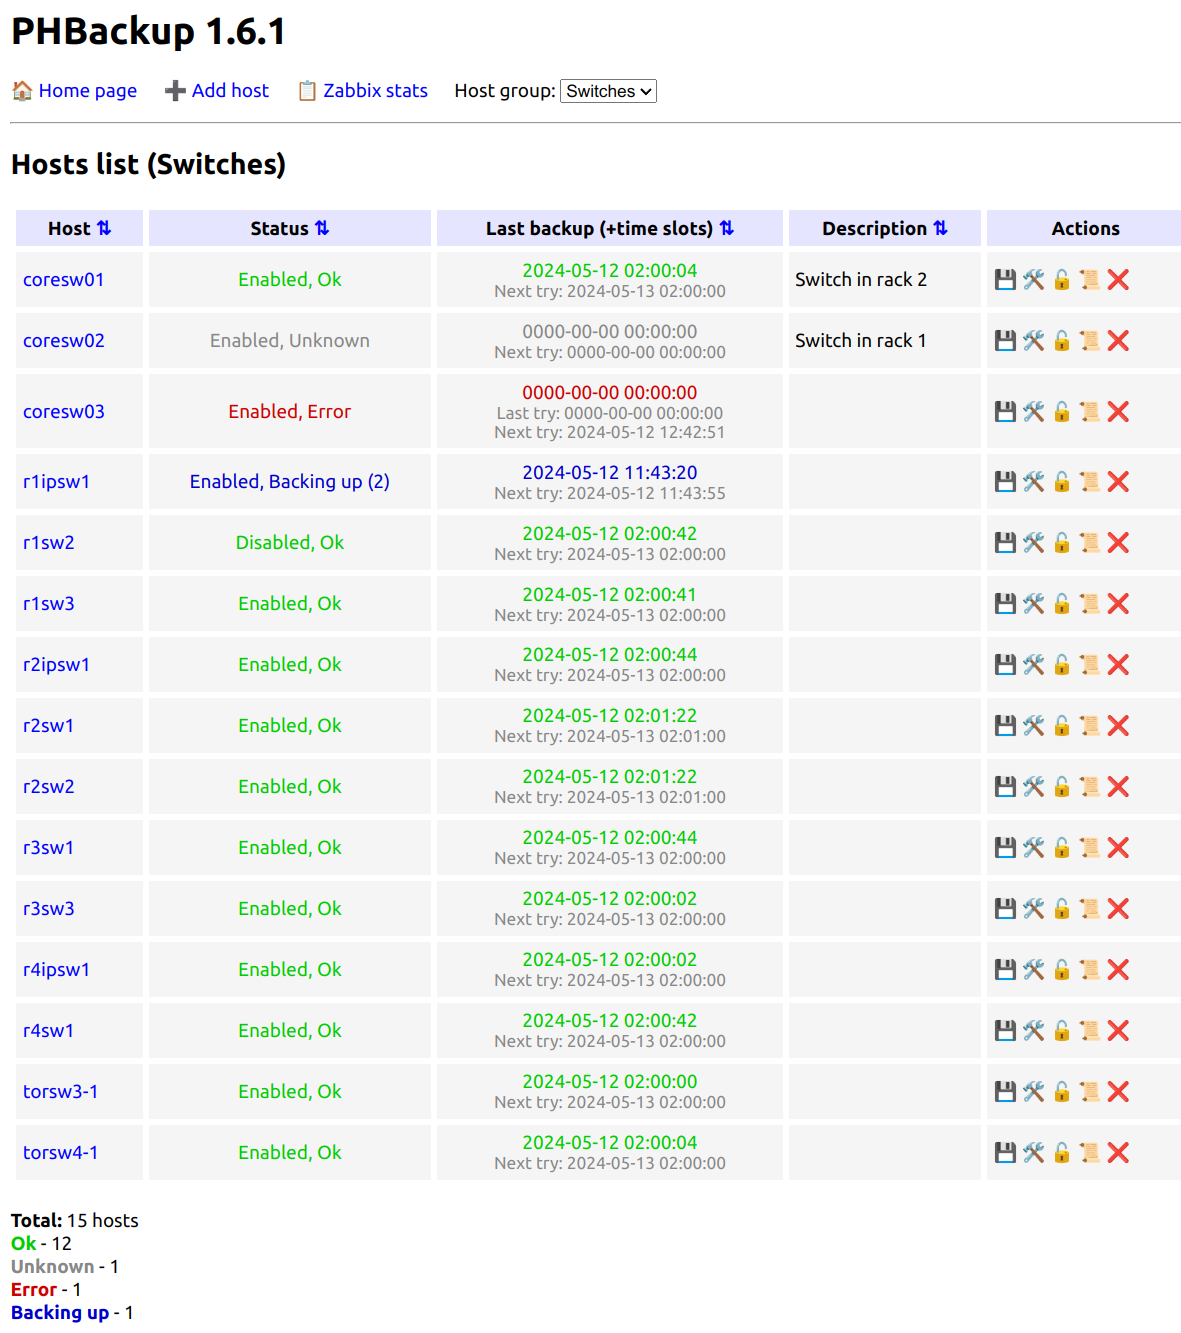 PHBackup 1.6.1
Home page Add host Zabbix stats Host group: Switches
Hosts list (Switches)
Host ⇅ Status ⇅ Last backup (+time slots) ⇅ Description ⇅ Actions
coresw01 Enabled, Ok 2024-05-12 02:00:04 Switch in rack 2
Next try: 2024-05-13 02:00:00
coresw02 Enabled, Unknown 0000-00-00 00:00:00 Switch in rack 1
Next try: 0000-00-00 00:00:00
coresw03 Enabled, Error 0000-00-00 00:00:00
Last try: 0000-00-00 00:00:00
Next try: 2024-05-12 12:42:51
r1ipsw1 Enabled, Backing up (2) 2024-05-12 11:43:20
Next try: 2024-05-12 11:43:55
r1sw2 Disabled, Ok 2024-05-12 02:00:42
Next try: 2024-05-13 02:00:00
r1sw3 Enabled, Ok 2024-05-12 02:00:41
Next try: 2024-05-13 02:00:00
r2ipsw1 Enabled, Ok 2024-05-12 02:00:44
Next try: 2024-05-13 02:00:00
r2sw1 Enabled, Ok 2024-05-12 02:01:22
Next try: 2024-05-13 02:01:00
r2sw2 Enabled, Ok 2024-05-12 02:01:22
Next try: 2024-05-13 02:01:00
r3sw1 Enabled, Ok 2024-05-12 02:00:44
Next try: 2024-05-13 02:00:00
r3sw3 Enabled, Ok 2024-05-12 02:00:02
Next try: 2024-05-13 02:00:00
r4ipsw1 Enabled, Ok 2024-05-12 02:00:02
Next try: 2024-05-13 02:00:00
r4sw1 Enabled, Ok 2024-05-12 02:00:42
Next try: 2024-05-13 02:00:00
torsw3-1 Enabled, Ok 2024-05-12 02:00:00
Next try: 2024-05-13 02:00:00
torsw4-1 Enabled, Ok 2024-05-12 02:00:04
Next try: 2024-05-13 02:00:00
Total: 15 hosts
Ok - 12
Unknown - 1
Error - 1
Backing up - 1